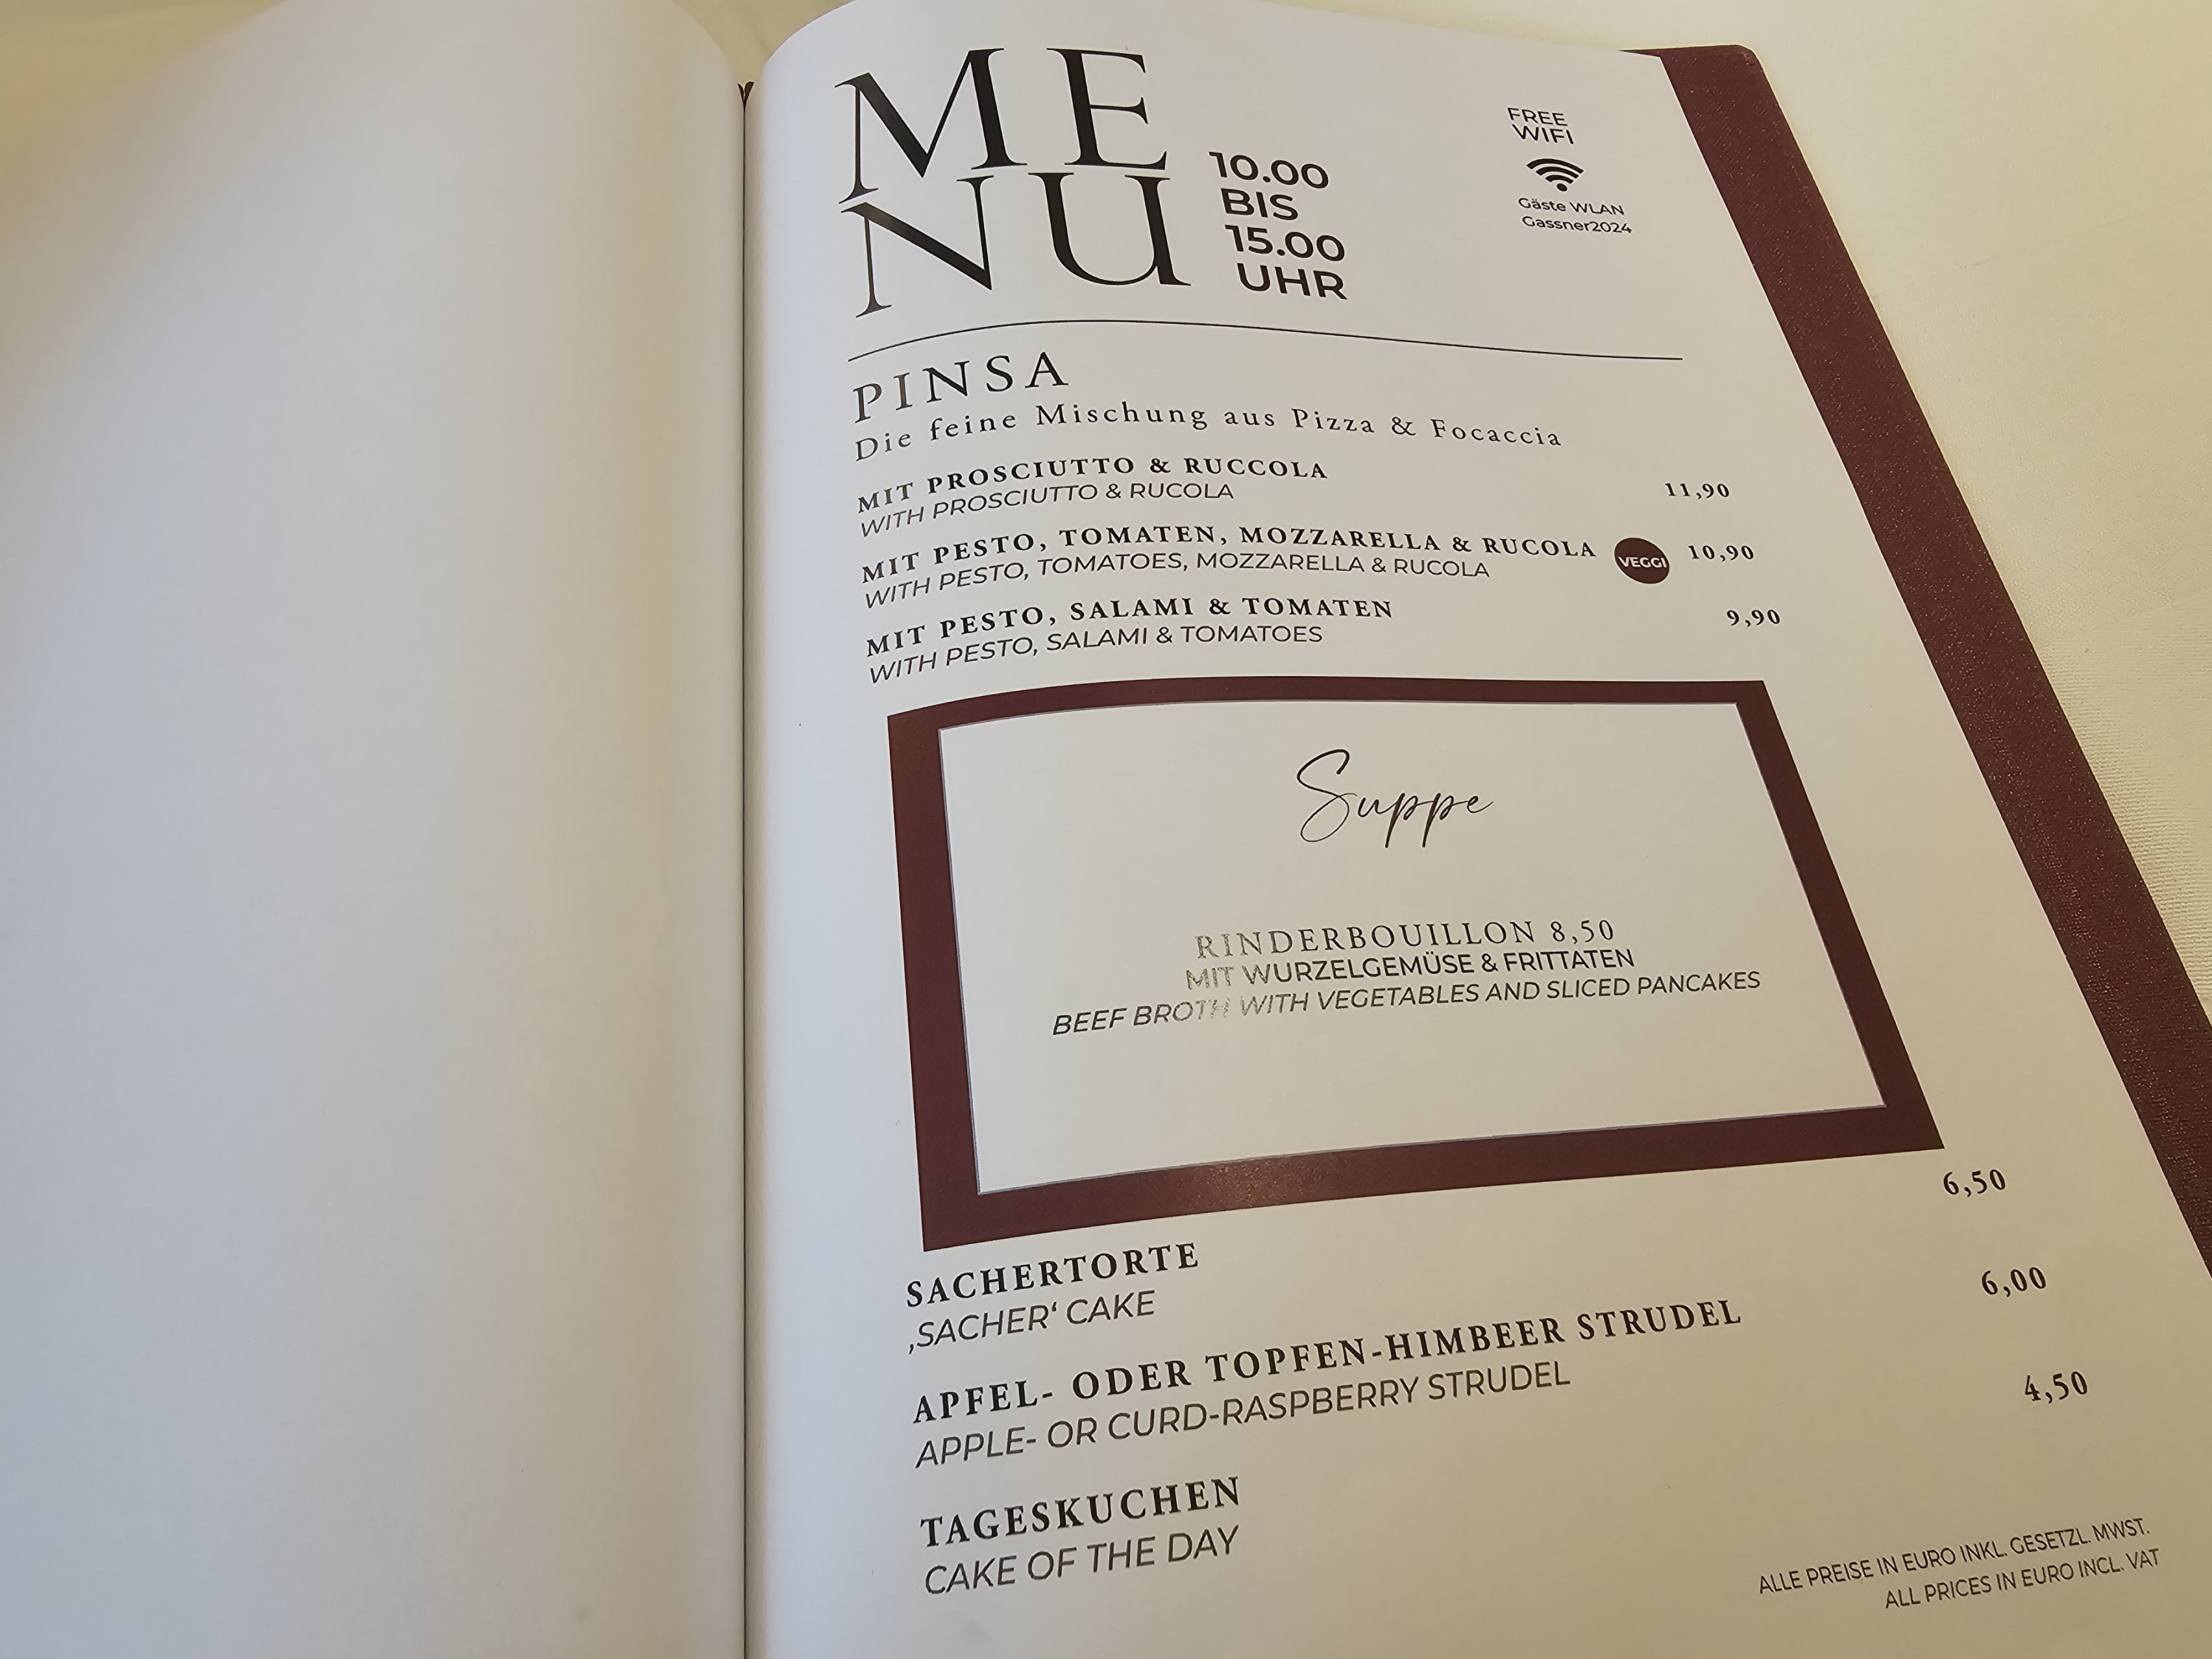 ME
NU
10.00
BIS
15.00
UHR
FREE
WIFI
Gäste WLAN
Gassner2024
PINSA
Die feine Mischung aus Pizza & Focaccia
MIT PROSCIUTTO & RUCCOLA 11,90
WITH PROSCIUTTO & RUCOLA
MIT PESTO, TOMATEN, MOZZARELLA & RUCOLA VEGGI 10,90
WITH PESTO, TOMATOES, MOZZARELLA & RUCOLA
MIT PESTO, SALAMI & TOMATEN 9,90
WITH PESTO, SALAMI & TOMATOES
Suppe
RINDERBOUILLON 8,50
MIT WURZELGEMÜSE & FRITTATEN
BEEF BROTH WITH VEGETABLES AND SLICED PANCAKES
SACHERTORTE 6,50
‚SACHER‘ CAKE
APFEL- ODER TOPFEN-HIMBEER STRUDEL 6,00
APPLE- OR CURD-RASPBERRY STRUDEL
TAGESKUCHEN 4,50
CAKE OF THE DAY
ALLE PREISE IN EURO INKL. GESETZL. MWST.
ALL PRICES IN EURO INCL. VAT